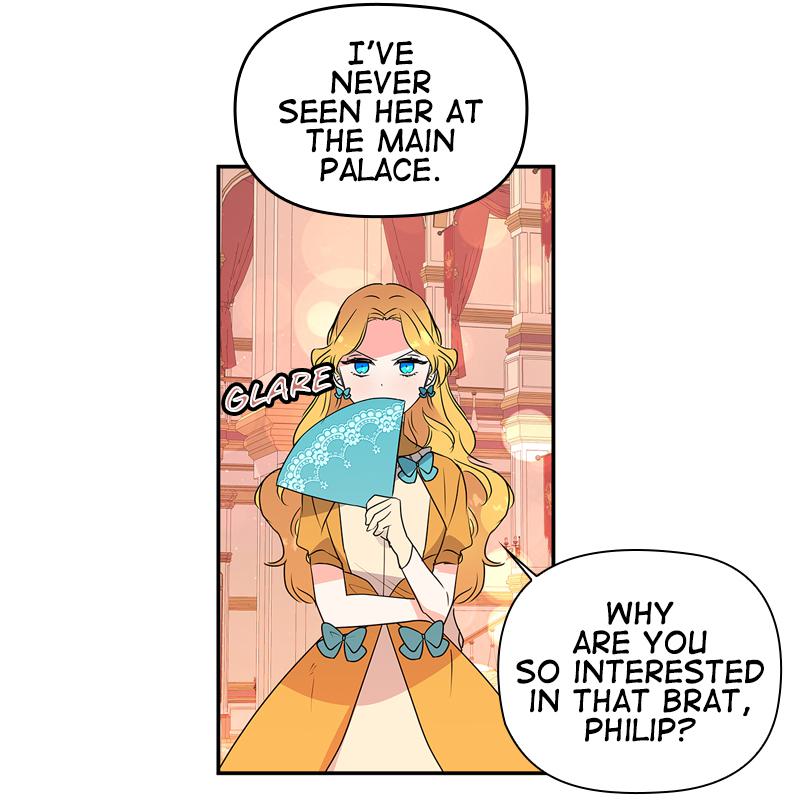 I'VE
NEVER
SEEN HER AT
THE MAIN
PALACE.
GLARE
WHY
ARE YOU
SO INTERESTED
IN THAT BRAT,
PHILIP?